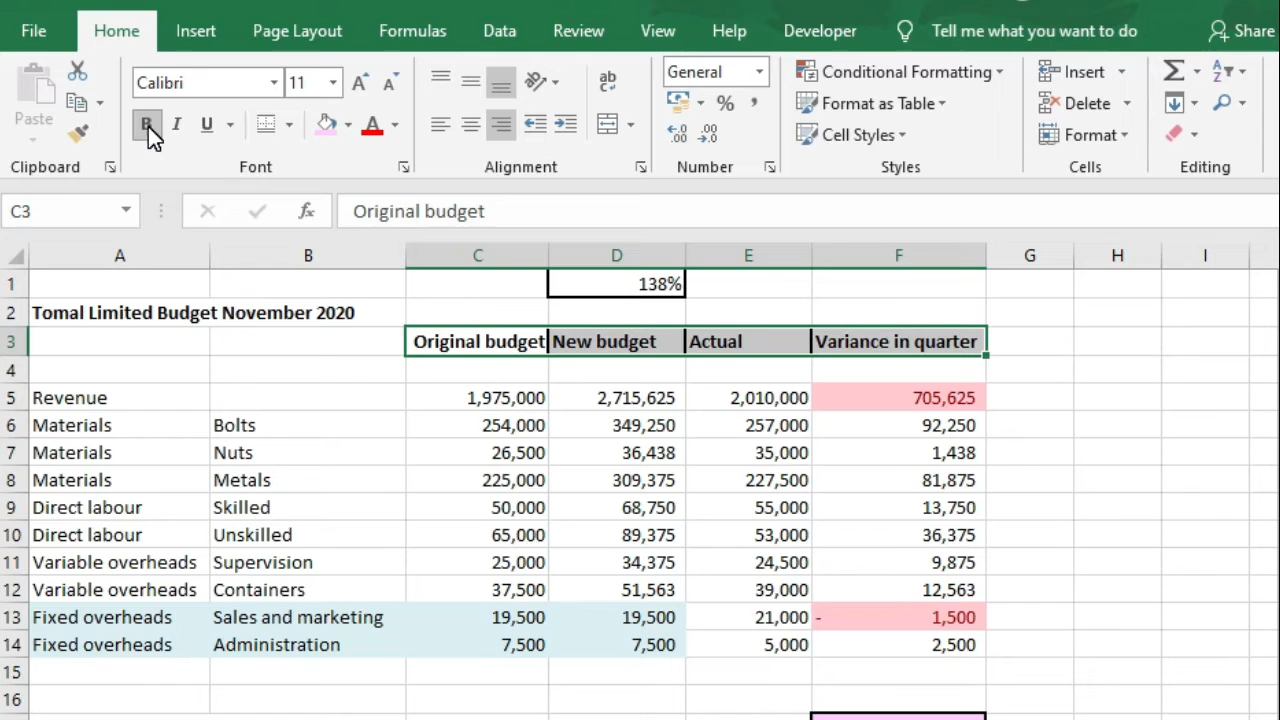 File Home Insert Page Layout Formulas Data Review View Help Developer Tell me what you want to do Share
Calibri 11 A A ab General Conditional Formatting Insert Σ A Z
Paste c % , Format as Table Delete
B I U A ←.0 .00 .00 →.0 Cell Styles Format
Clipboard Font Alignment Number Styles Cells Editing
C3 fx Original budget
A B C D E F G H I
1 138%
2 Tomal Limited Budget November 2020
3 Original budget New budget Actual Variance in quarter
4
5 Revenue 1,975,000 2,715,625 2,010,000 705,625
6 Materials Bolts 254,000 349,250 257,000 92,250
7 Materials Nuts 26,500 36,438 35,000 1,438
8 Materials Metals 225,000 309,375 227,500 81,875
9 Direct labour Skilled 50,000 68,750 55,000 13,750
10 Direct labour Unskilled 65,000 89,375 53,000 36,375
11 Variable overheads Supervision 25,000 34,375 24,500 9,875
12 Variable overheads Containers 37,500 51,563 39,000 12,563
13 Fixed overheads Sales and marketing 19,500 19,500 21,000 - 1,500
14 Fixed overheads Administration 7,500 7,500 5,000 2,500
15
16